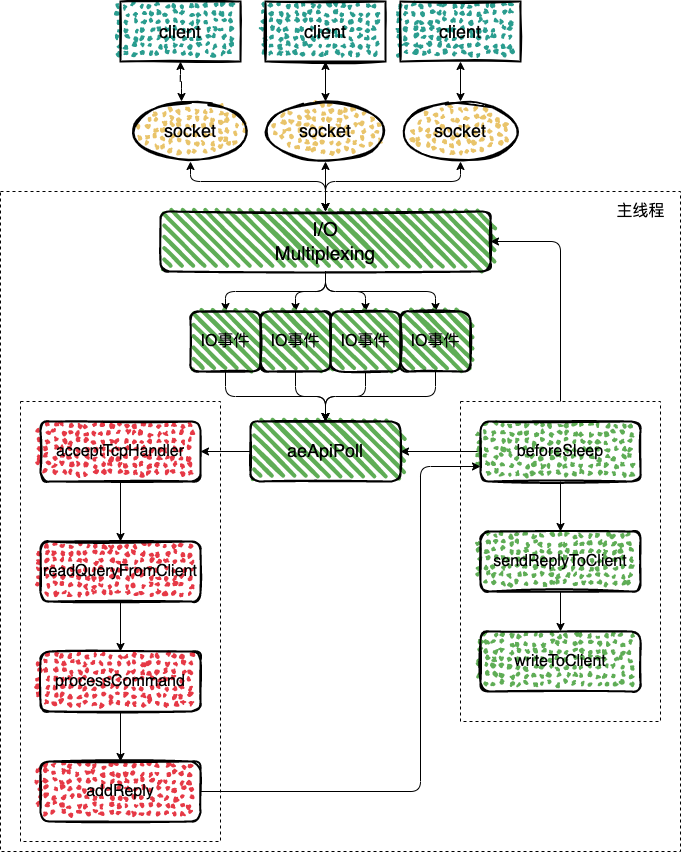 client
client
client
socket
socket
socket
主线程
I/O
Multiplexing
IO事件
IO事件
IO事件
IO事件
acceptTcpHandler
aeApiPoll
beforeSleep
readQueryFromClient
sendReplyToClient
processCommand
writeToClient
addReply